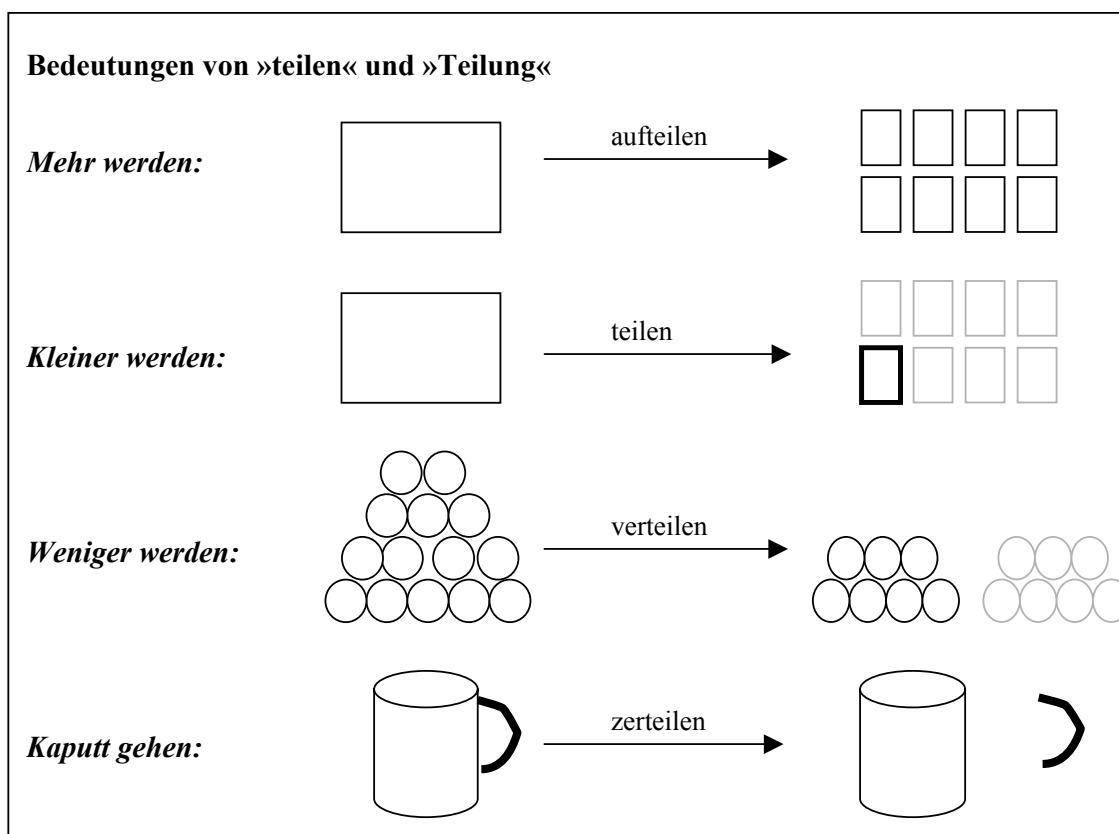 Bedeutungen von »teilen« und »Teilung«
Mehr werden:
aufteilen
Kleiner werden:
teilen
Weniger werden:
verteilen
Kaputt gehen:
zerteilen